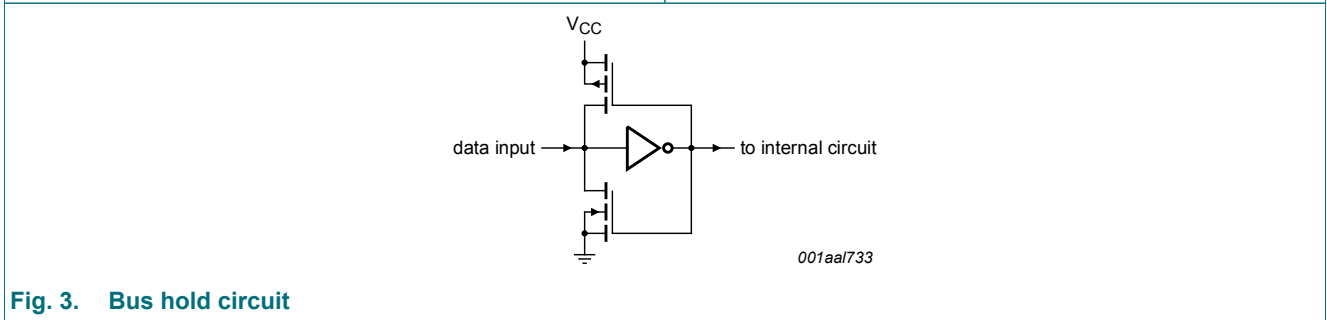 VCC
data input
to internal circuit
001aal733
Fig. 3. Bus hold circuit